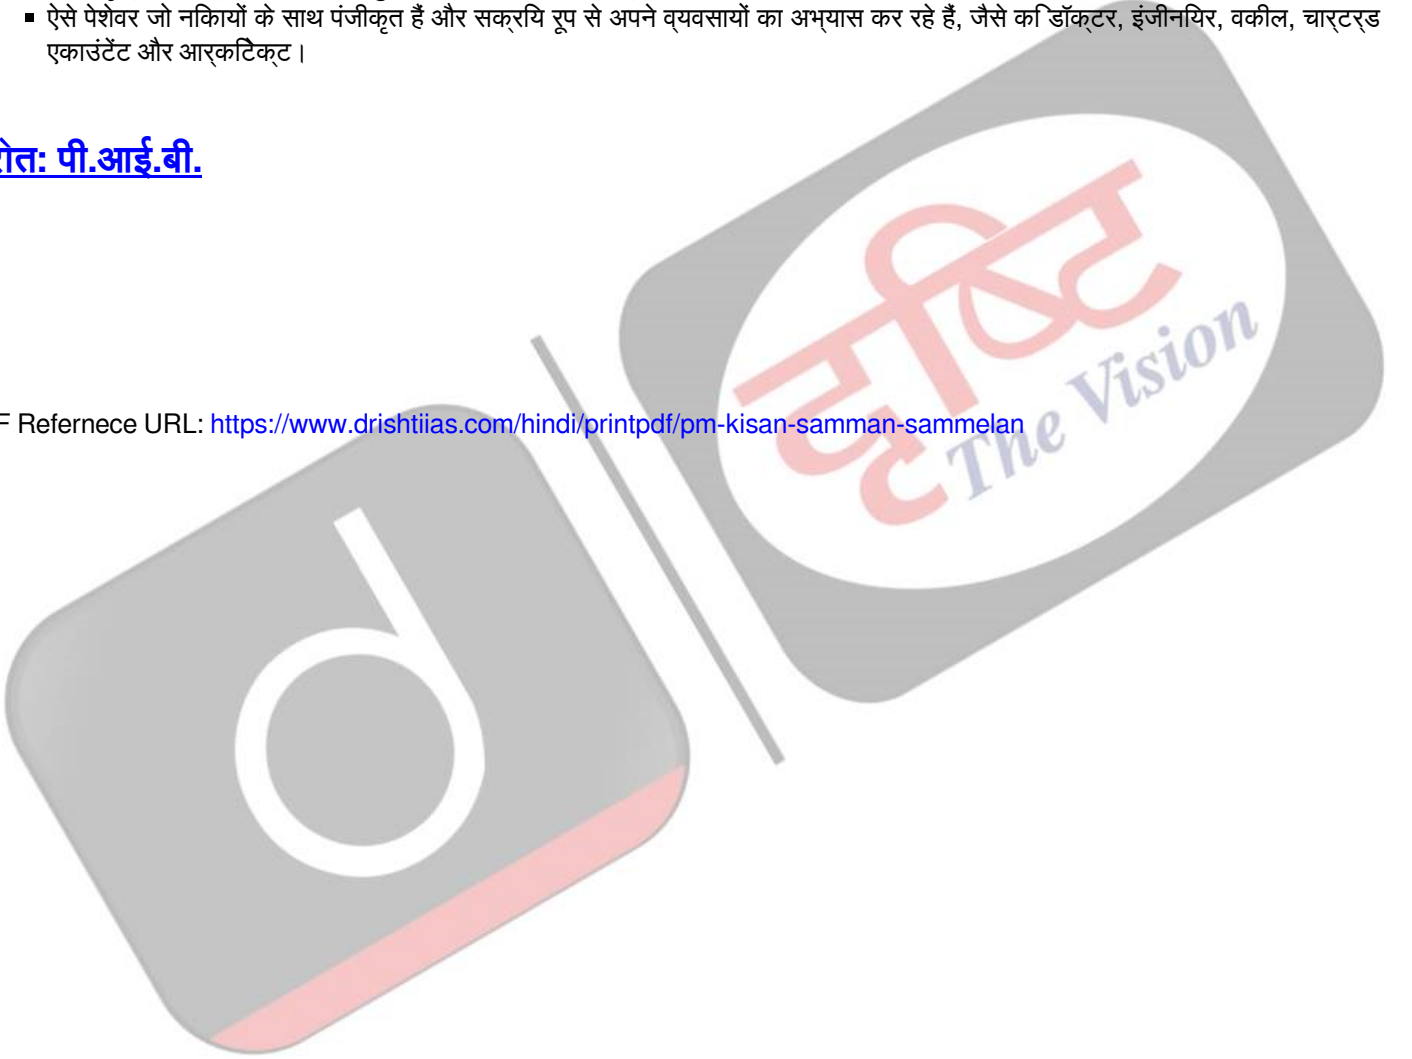 ▪ ऐसे पेशेवर जो निकायों के साथ पंजीकृत हैं और सक्रिय रूप से अपने व्यवसायों का अभ्यास कर रहे हैं, जैसे कि डॉक्टर, इंजीनियर, वकील, चार्टर्ड
एकाउंटेंट और आर्किटेक्ट।
रोत: पी.आई.बी.
F Refernece URL: https://www.drishtiias.com/hindi/printpdf/pm-kisan-samman-sammelan
दृष्टि
The Vision
d